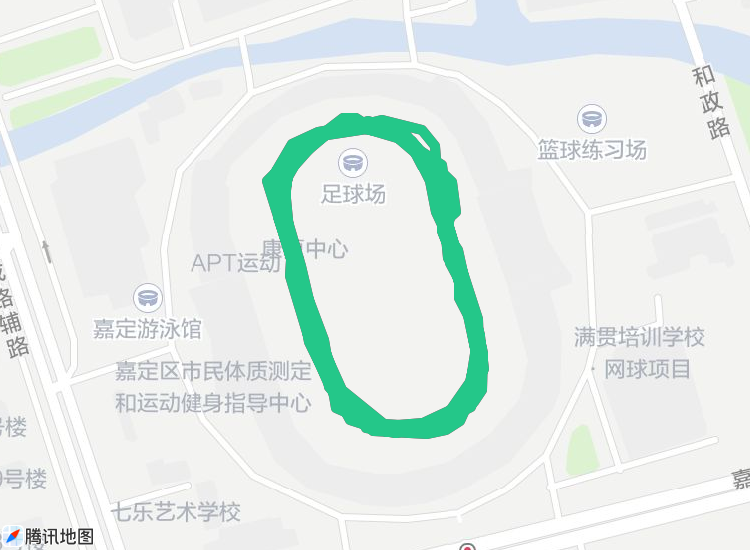 和政路
篮球练习场
足球场
APT运动
中心
嘉定游泳馆
路辅路
满贯培训学校
· 网球项目
嘉定区市民体质测定
和运动健身指导中心
号楼
号楼
七乐艺术学校
嘉
腾讯地图